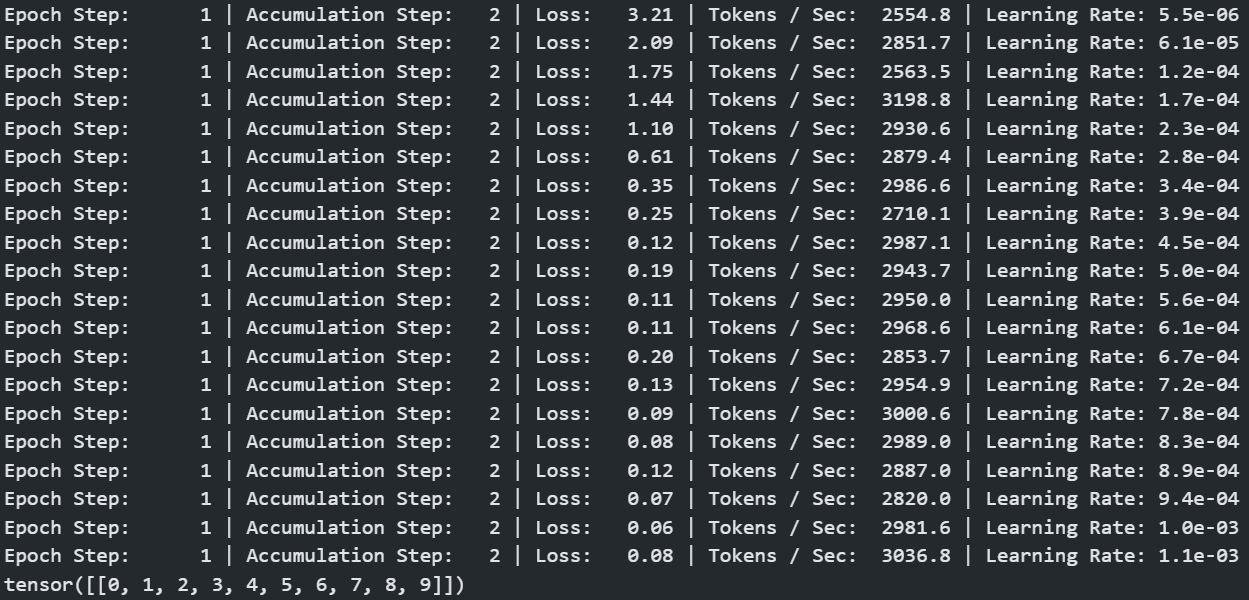 Epoch Step:      1 | Accumulation Step:   2 | Loss:   3.21 | Tokens / Sec:  2554.8 | Learning Rate: 5.5e-06
Epoch Step:      1 | Accumulation Step:   2 | Loss:   2.09 | Tokens / Sec:  2851.7 | Learning Rate: 6.1e-05
Epoch Step:      1 | Accumulation Step:   2 | Loss:   1.75 | Tokens / Sec:  2563.5 | Learning Rate: 1.2e-04
Epoch Step:      1 | Accumulation Step:   2 | Loss:   1.44 | Tokens / Sec:  3198.8 | Learning Rate: 1.7e-04
Epoch Step:      1 | Accumulation Step:   2 | Loss:   1.10 | Tokens / Sec:  2930.6 | Learning Rate: 2.3e-04
Epoch Step:      1 | Accumulation Step:   2 | Loss:   0.61 | Tokens / Sec:  2879.4 | Learning Rate: 2.8e-04
Epoch Step:      1 | Accumulation Step:   2 | Loss:   0.35 | Tokens / Sec:  2986.6 | Learning Rate: 3.4e-04
Epoch Step:      1 | Accumulation Step:   2 | Loss:   0.25 | Tokens / Sec:  2710.1 | Learning Rate: 3.9e-04
Epoch Step:      1 | Accumulation Step:   2 | Loss:   0.12 | Tokens / Sec:  2987.1 | Learning Rate: 4.5e-04
Epoch Step:      1 | Accumulation Step:   2 | Loss:   0.19 | Tokens / Sec:  2943.7 | Learning Rate: 5.0e-04
Epoch Step:      1 | Accumulation Step:   2 | Loss:   0.11 | Tokens / Sec:  2950.0 | Learning Rate: 5.6e-04
Epoch Step:      1 | Accumulation Step:   2 | Loss:   0.11 | Tokens / Sec:  2968.6 | Learning Rate: 6.1e-04
Epoch Step:      1 | Accumulation Step:   2 | Loss:   0.20 | Tokens / Sec:  2853.7 | Learning Rate: 6.7e-04
Epoch Step:      1 | Accumulation Step:   2 | Loss:   0.13 | Tokens / Sec:  2954.9 | Learning Rate: 7.2e-04
Epoch Step:      1 | Accumulation Step:   2 | Loss:   0.09 | Tokens / Sec:  3000.6 | Learning Rate: 7.8e-04
Epoch Step:      1 | Accumulation Step:   2 | Loss:   0.08 | Tokens / Sec:  2989.0 | Learning Rate: 8.3e-04
Epoch Step:      1 | Accumulation Step:   2 | Loss:   0.12 | Tokens / Sec:  2887.0 | Learning Rate: 8.9e-04
Epoch Step:      1 | Accumulation Step:   2 | Loss:   0.07 | Tokens / Sec:  2820.0 | Learning Rate: 9.4e-04
Epoch Step:      1 | Accumulation Step:   2 | Loss:   0.06 | Tokens / Sec:  2981.6 | Learning Rate: 1.0e-03
Epoch Step:      1 | Accumulation Step:   2 | Loss:   0.08 | Tokens / Sec:  3036.8 | Learning Rate: 1.1e-03
tensor([[0, 1, 2, 3, 4, 5, 6, 7, 8, 9]])